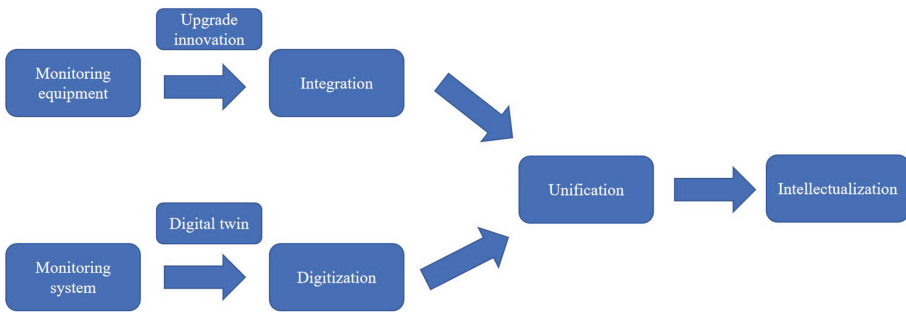 Upgrade
innovation
Monitoring
equipment
Integration
Unification
Intellectualization
Digital twin
Monitoring
system
Digitization